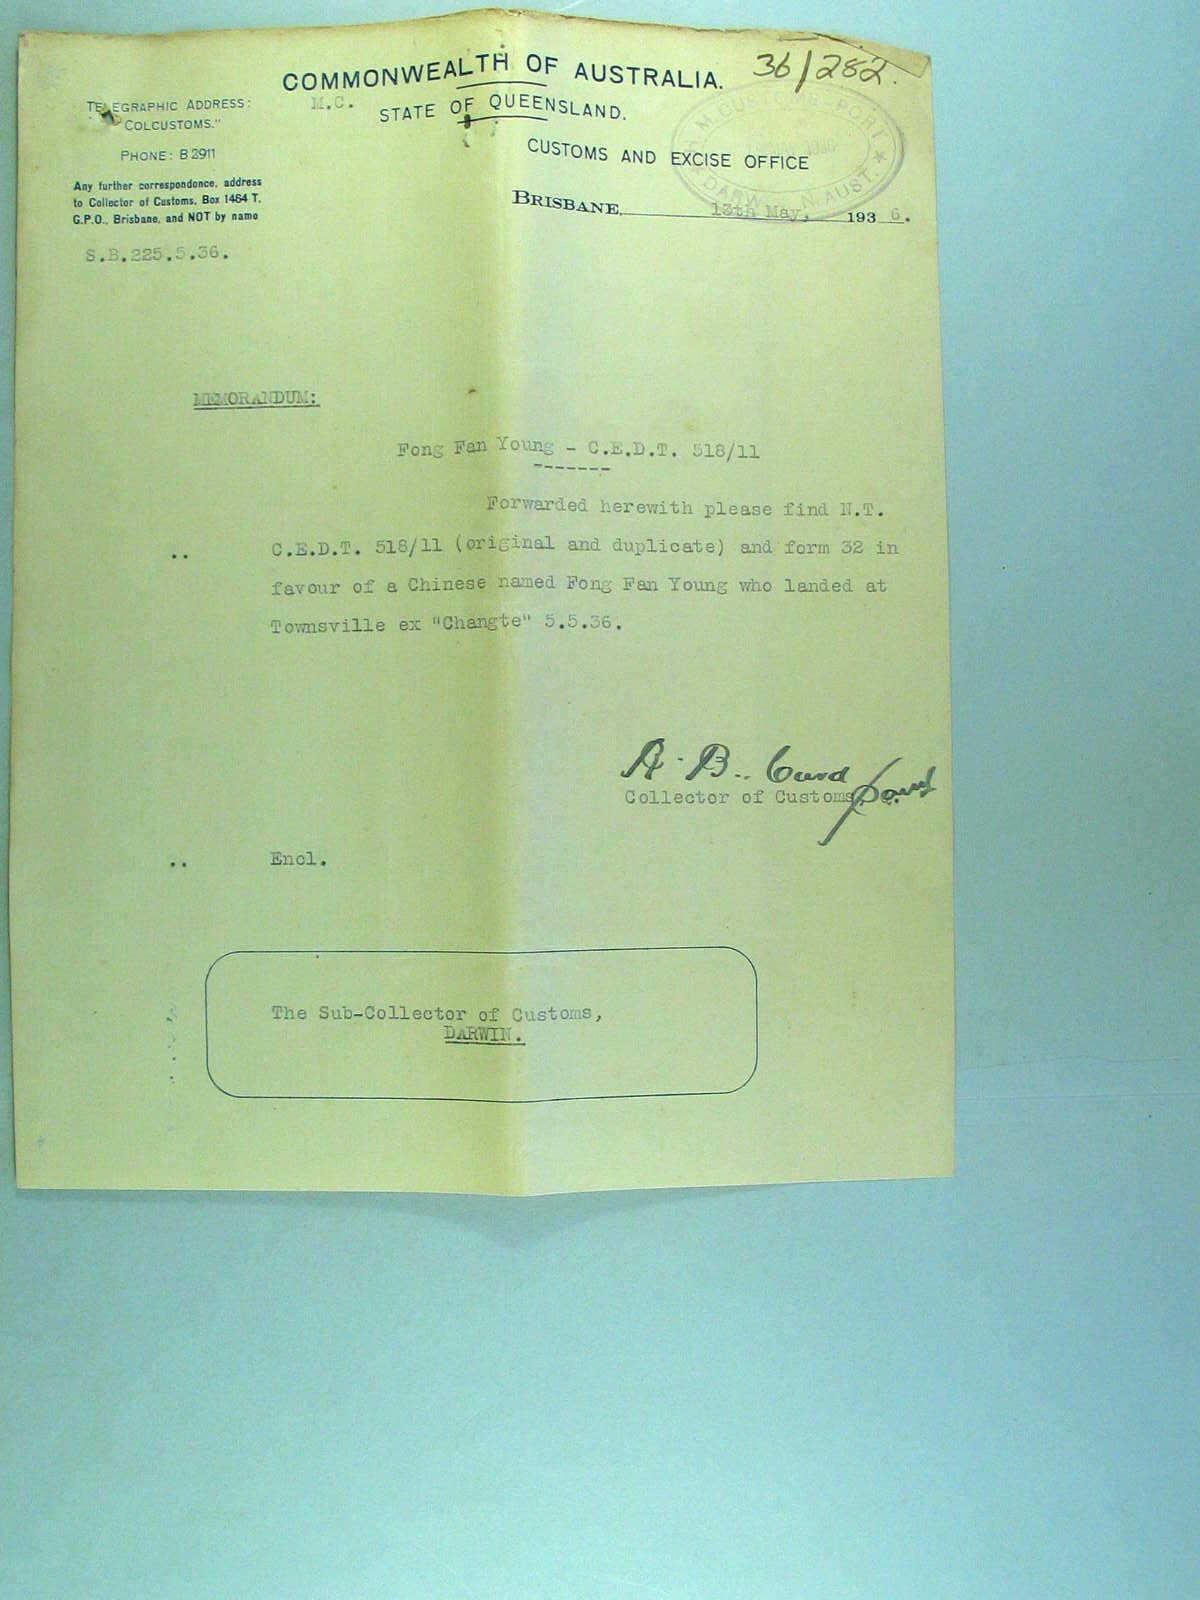 36/282.
COMMONWEALTH OF AUSTRALIA.
M.C.
STATE OF QUEENSLAND.
TELEGRAPHIC ADDRESS:
COLCUSTOMS."
PHONE: B 2911
CUSTOMS AND EXCISE OFFICE
Any further correspondence, address
to Collector of Customs, Box 1464 T,
G.P.O., Brisbane, and NOT by name
BRISBANE, 13th May, 1936.
S.B.225.5.36.
MEMORANDUM:
Fong Fan Young - C.E.D.T. 518/11
Forwarded herewith please find N.T.
.. C.E.D.T. 518/11 (original and duplicate) and form 32 in
favour of a Chinese named Fong Fan Young who landed at
Townsville ex "Changte" 5.5.36.
A. B. Curd
Collector of Customs.
.. Encl.
The Sub-Collector of Customs,
DARWIN.